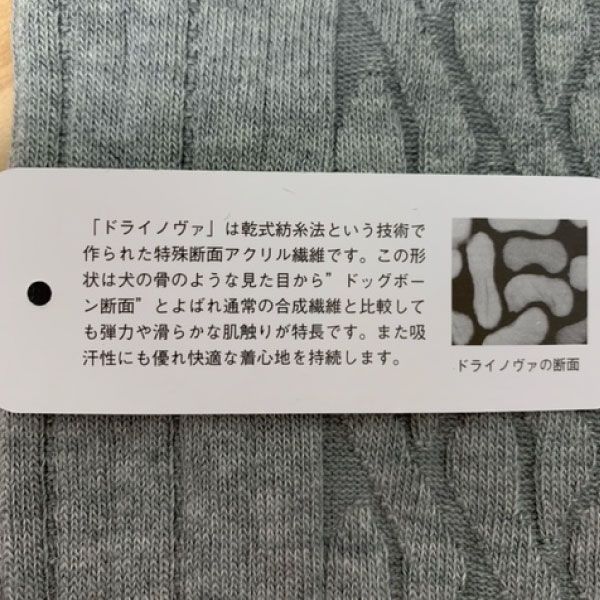 「ドライノヴァ」は乾式紡糸法という技術で
作られた特殊断面アクリル繊維です。この形
状は犬の骨のような見た目から”ドッグボー
ン断面”とよばれ通常の合成繊維と比較して
も弾力や滑らかな肌触りが特長です。また吸
汗性にも優れ快適な着心地を持続します。
ドライノヴァの断面